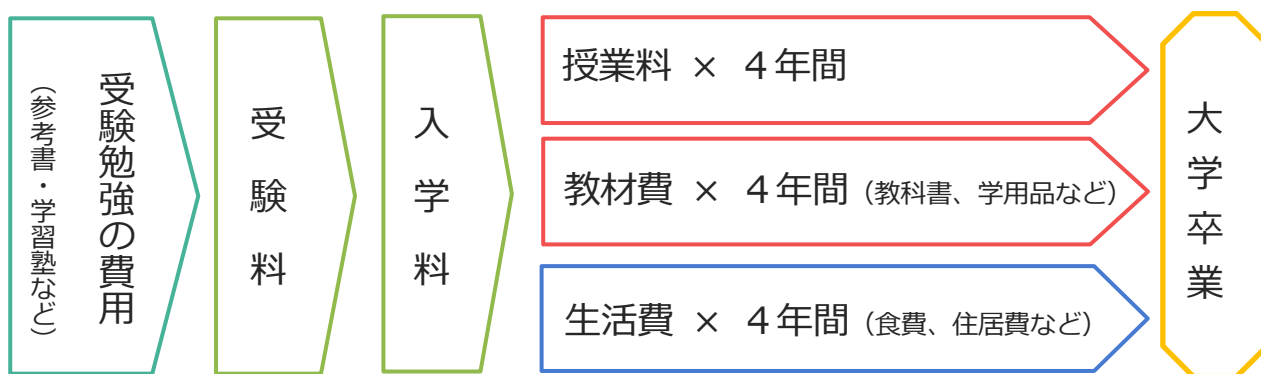 受験勉強の費用
（参考書・学習塾など）
受験料
入学料
授業料 × ４年間
教材費 × ４年間（教科書、学用品など）
生活費 × ４年間（食費、住居費など）
大学卒業